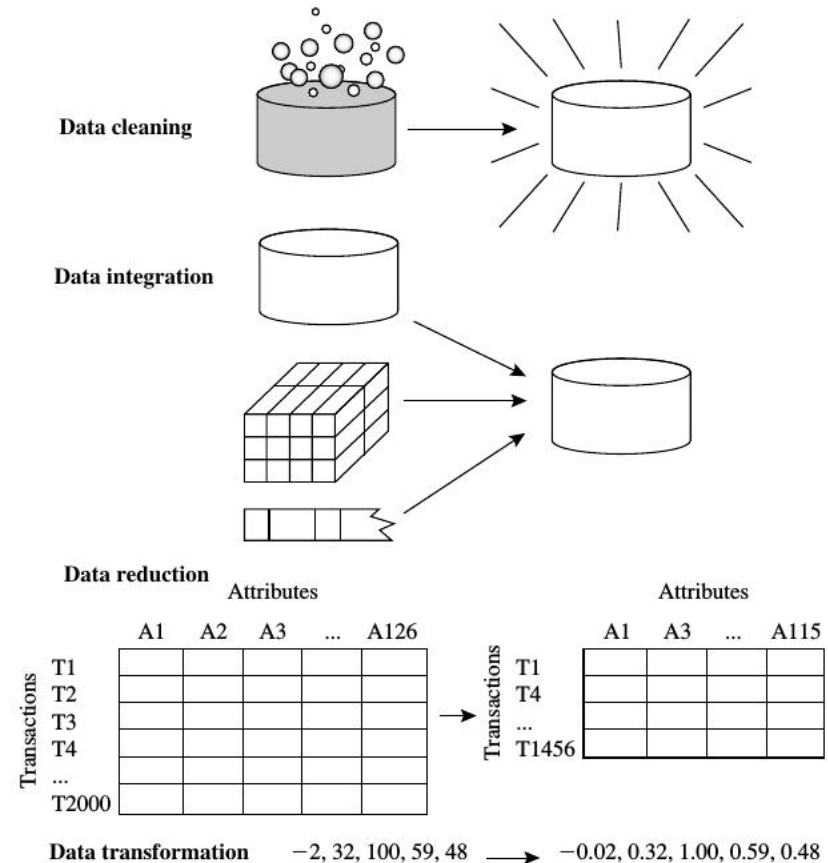 Data cleaning
Data integration
Data reduction
Attributes
A1 A2 A3 ... A126
Transactions
T1
T2
T3
T4
...
T2000
Attributes
A1 A3 ... A115
Transactions
T1
T4
...
T1456
Data transformation −2, 32, 100, 59, 48 −0.02, 0.32, 1.00, 0.59, 0.48